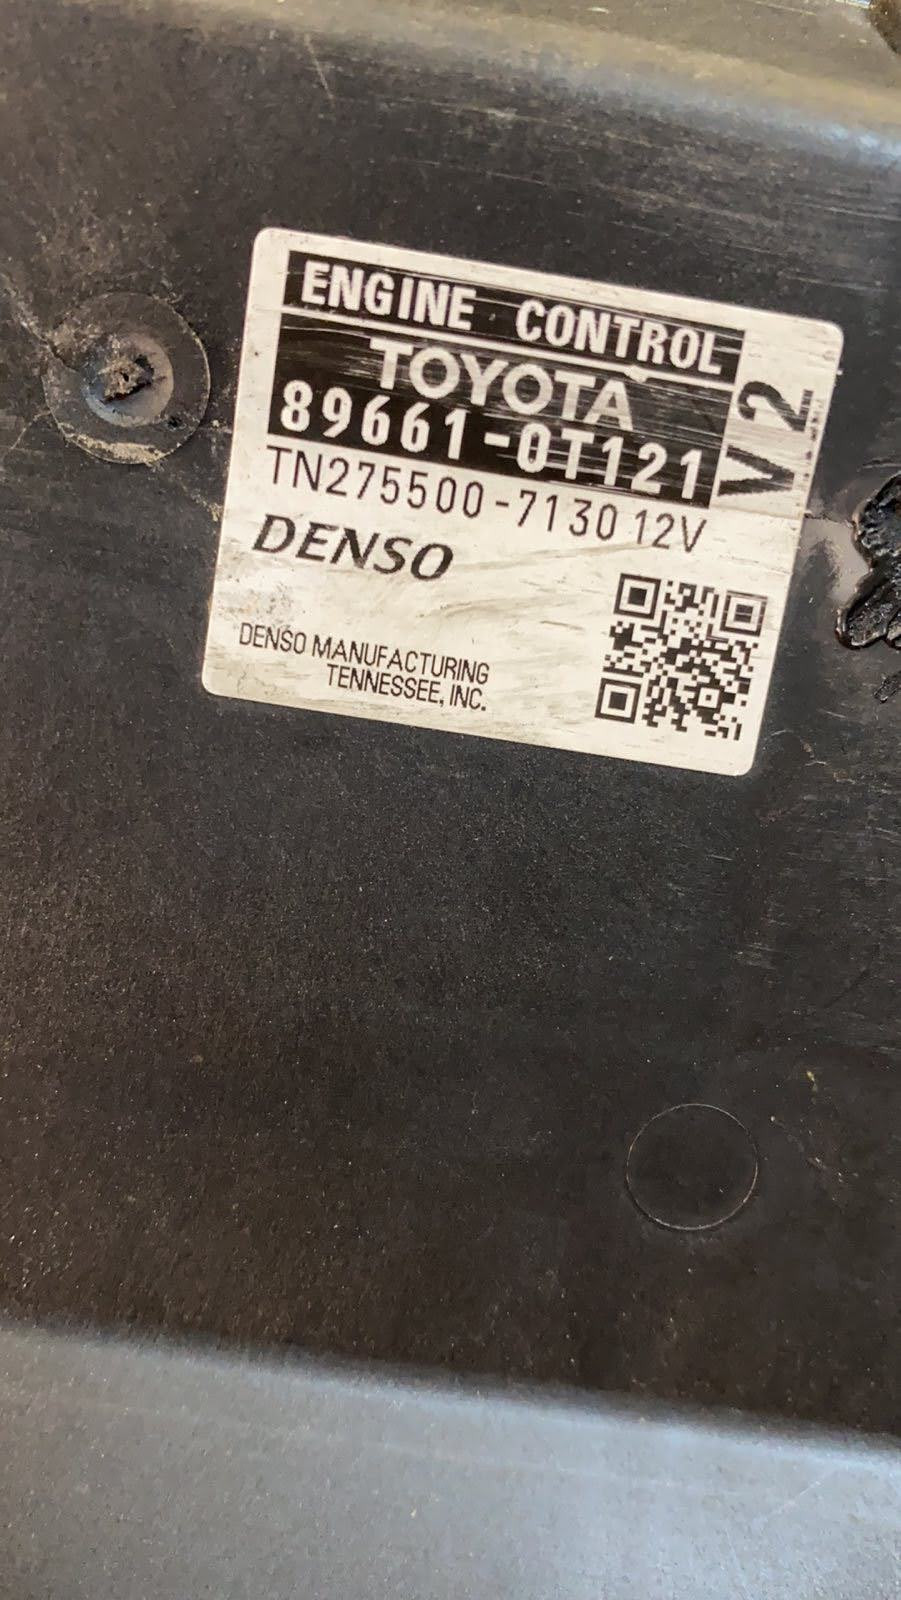 ENGINE CONTROL
TOYOTA
89661-0T121
V2
TN275500-7130 12V
DENSO
DENSO MANUFACTURING
TENNESSEE, INC.